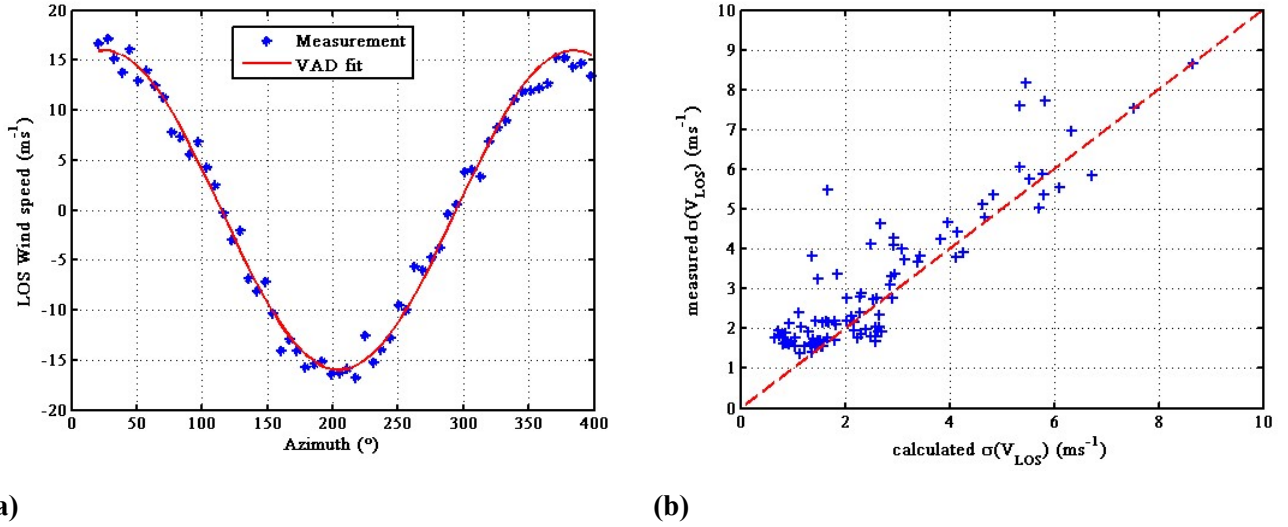 20
15
10
5
0
-5
-10
-15
-20
LOS Wind speed (ms⁻¹)
0 50 100 150 200 250 300 350 400
Azimuth (°)
Measurement
VAD fit
a)
10
9
8
7
6
5
4
3
2
1
0
measured σ(V_LOS) (ms⁻¹)
0 2 4 6 8 10
calculated σ(V_LOS) (ms⁻¹)
(b)